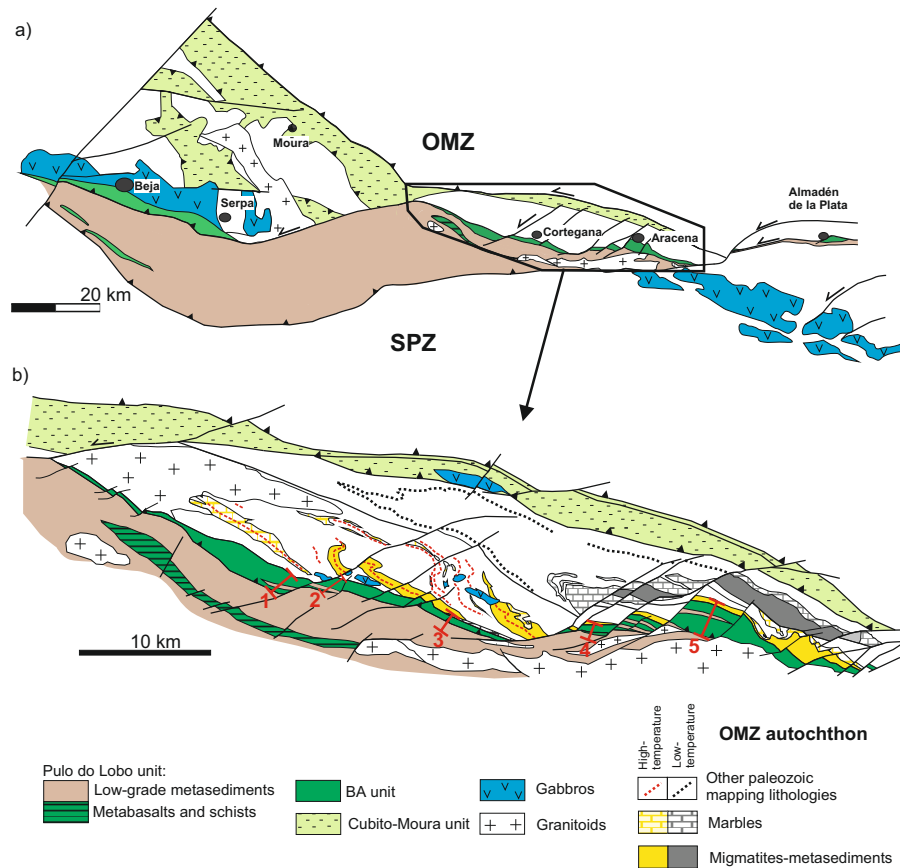 a)
OMZ
Moura
Beja
Serpa
Almadén
de la Plata
Cortegana
Aracena
20 km
SPZ
b)
1
2
3
4
5
10 km
High-
temperature
Low-
temperature
OMZ autochthon
Pulo do Lobo unit:
Low-grade metasediments
Metabasalts and schists
BA unit
Cubito-Moura unit
Gabbros
Granitoids
Other paleozoic
mapping lithologies
Marbles
Migmatites-metasediments